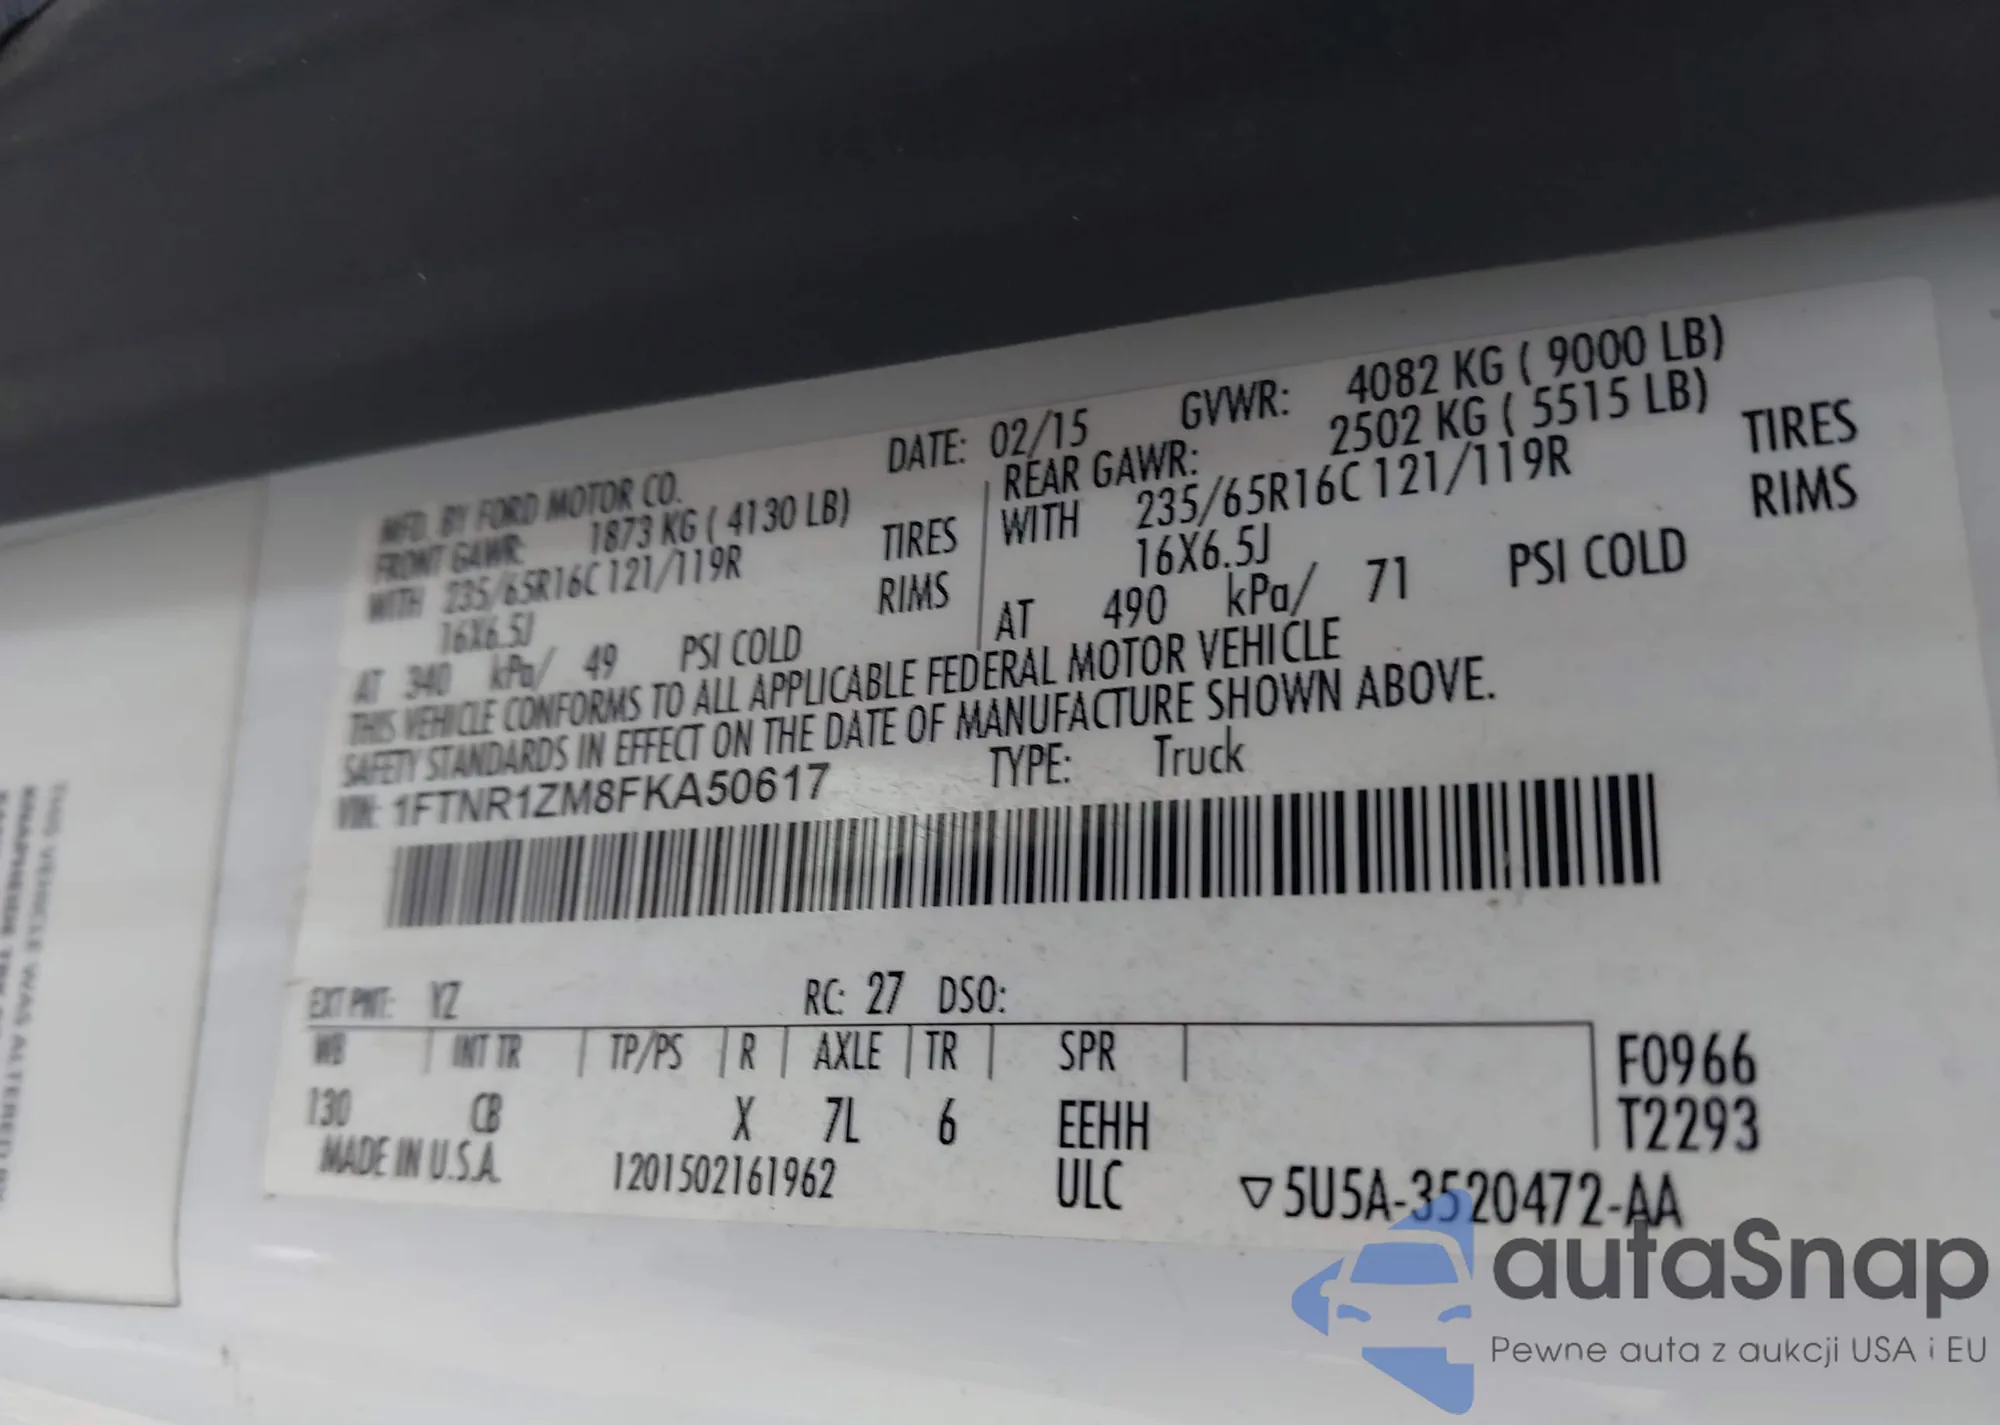 MFD. BY FORD MOTOR CO. DATE: 02/15 GVWR: 4082 KG ( 9000 LB)
FRONT GAWR: 1873 KG ( 4130 LB) REAR GAWR: 2502 KG ( 5515 LB)
WITH 235/65R16C 121/119R TIRES WITH 235/65R16C 121/119R TIRES
16X6.5J RIMS 16X6.5J RIMS
AT 340 kPa/ 49 PSI COLD AT 490 kPa/ 71 PSI COLD
THIS VEHICLE CONFORMS TO ALL APPLICABLE FEDERAL MOTOR VEHICLE
SAFETY STANDARDS IN EFFECT ON THE DATE OF MANUFACTURE SHOWN ABOVE.
VIN: 1FTNR1ZM8FKA50617 TYPE: Truck
EXT PNT: YZ RC: 27 DSO:
WB INT TR TP/PS R AXLE TR SPR F0966
130 CB X 7L 6 EEHH T2293
MADE IN U.S.A. 1201502161962 ULC ▽5U5A-3520472-AA
THIS VEHICLE WAS ALTERED BY
autaSnap
Pewne auta z aukcji USA i EU